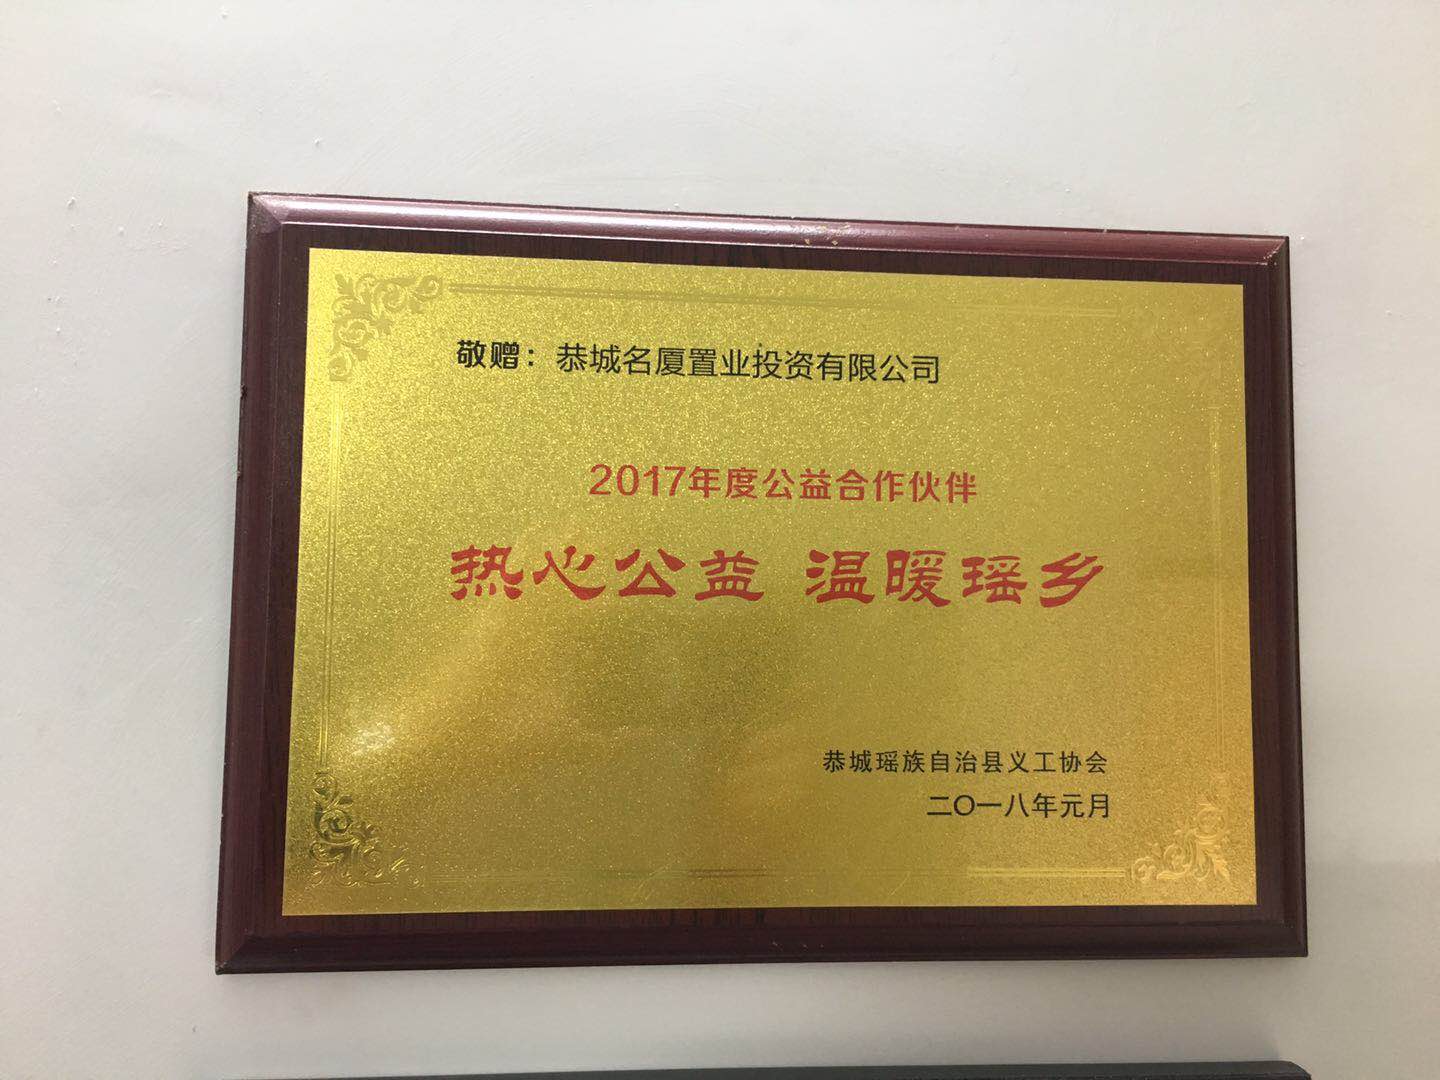 敬赠：恭城名厦置业投资有限公司
2017年度公益合作伙伴
热心公益 温暖瑶乡
恭城瑶族自治县义工协会
二〇一八年元月